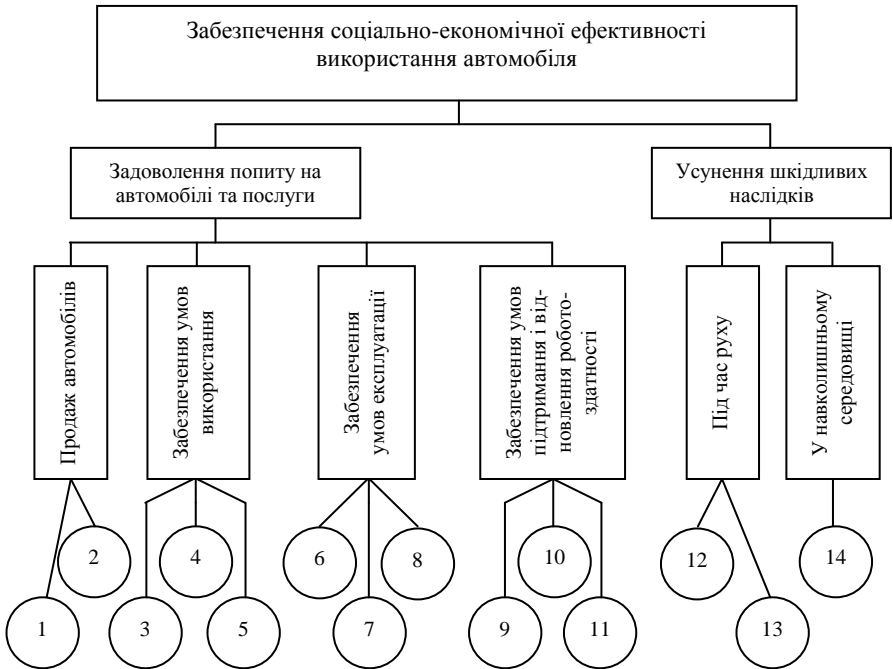 Забезпечення соціально-економічної ефективності
використання автомобіля
Задоволення попиту на
автомобілі та послуги
Усунення шкідливих
наслідків
Продаж автомобілів
Забезпечення умов
використання
Забезпечення
умов експлуатації
Забезпечення умов
підтримання і від-
новлення робото-
здатності
Під час руху
У навколишньому
середовищі
1
2
3
4
5
6
7
8
9
10
11
12
13
14